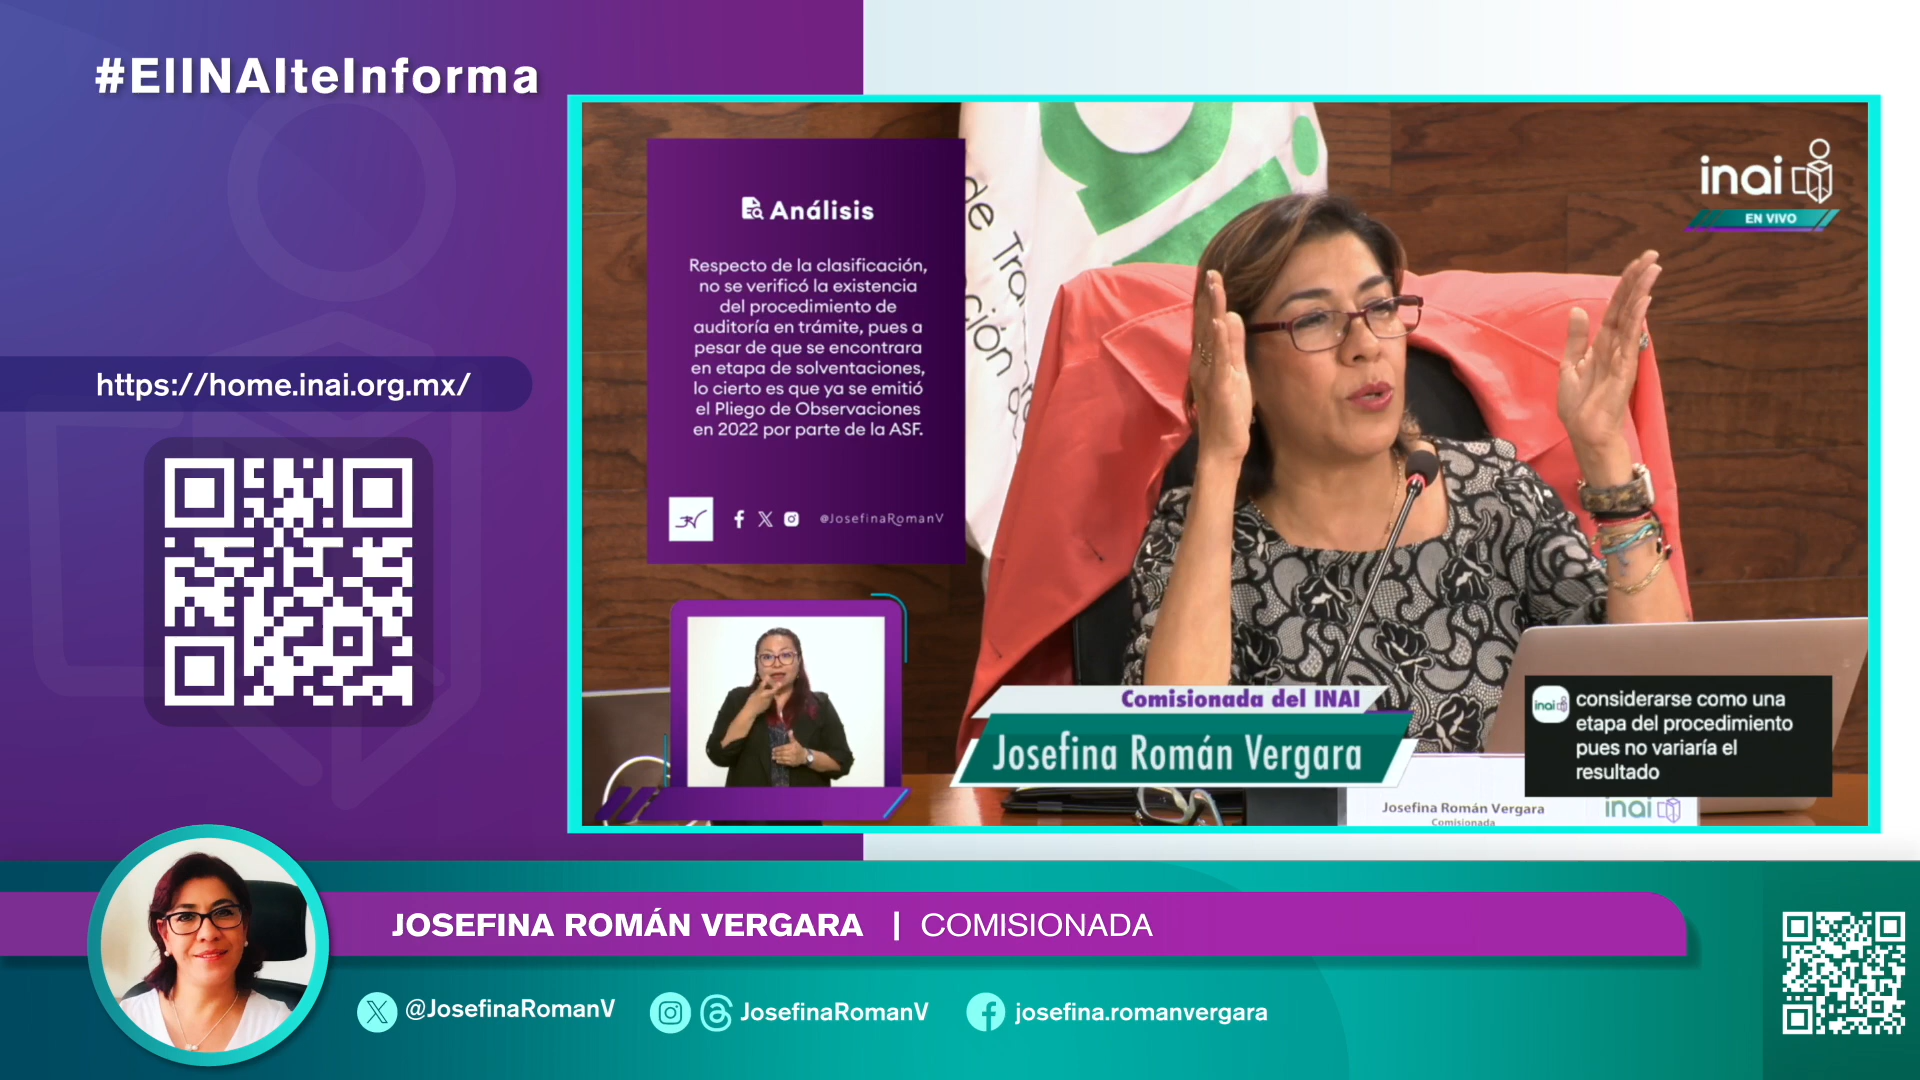 #ElINAIteInforma
https://home.inai.org.mx/
Análisis
Respecto de la clasificación,
no se verificó la existencia
del procedimiento de
auditoría en trámite, pues a
pesar de que se encontrara
en etapa de solventaciones,
lo cierto es que ya se emitió
el Pliego de Observaciones
en 2022 por parte de la ASF.
@JosefinaRomanV
de Tra
ción
inai
EN VIVO
Comisionada del INAI
Josefina Román Vergara
inai
considerarse como una
etapa del procedimiento
pues no variaría el
resultado
Josefina Román Vergara
Comisionada
inai
JOSEFINA ROMÁN VERGARA | COMISIONADA
@JosefinaRomanV
JosefinaRomanV
josefina.romanvergara